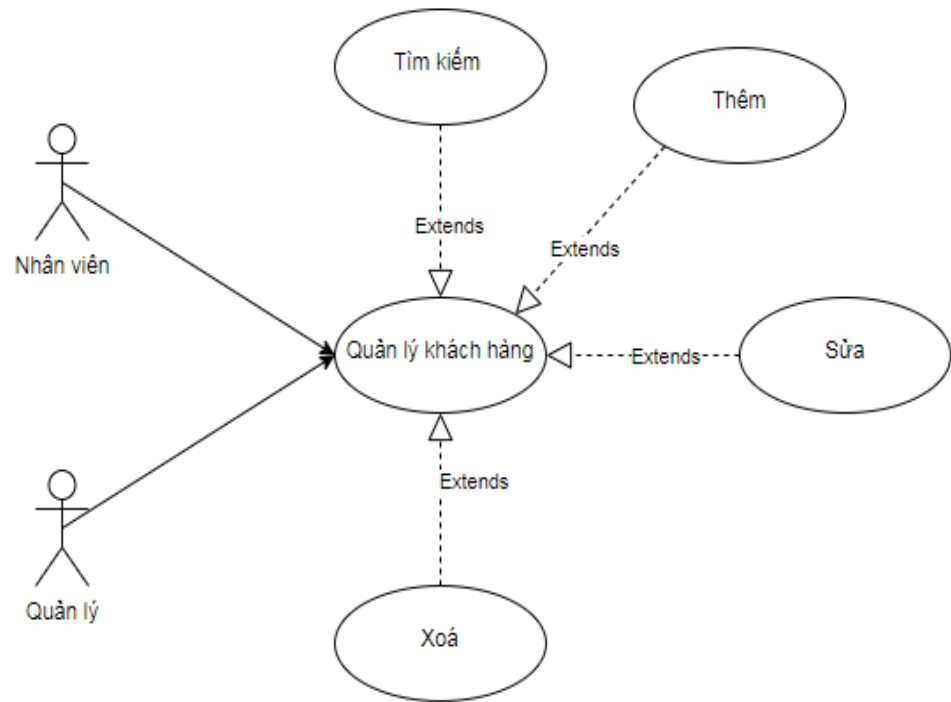 Tìm kiếm
Thêm
Extends
Extends
Nhân viên
Quản lý khách hàng
Extends
Sửa
Extends
Quản lý
Xoá